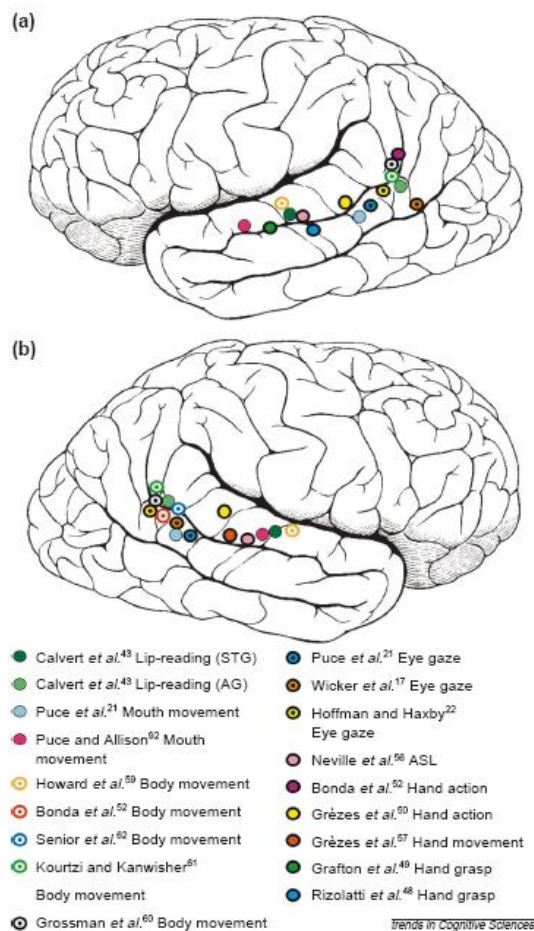 (a)
(b)
Calvert et al.43 Lip-reading (STG)
Calvert et al.43 Lip-reading (AG)
Puce et al.21 Mouth movement
Puce and Allison92 Mouth
movement
Howard et al.59 Body movement
Bonda et al.52 Body movement
Senior et al.62 Body movement
Kourtzi and Kanwisher61
Body movement
Grossman et al.60 Body movement
Puce et al.21 Eye gaze
Wicker et al.17 Eye gaze
Hoffman and Haxby22
Eye gaze
Neville et al.56 ASL
Bonda et al.52 Hand action
Grèzes et al.50 Hand action
Grèzes et al.57 Hand movement
Grafton et al.49 Hand grasp
Rizolatti et al.48 Hand grasp
trends in Cognitive Sciences